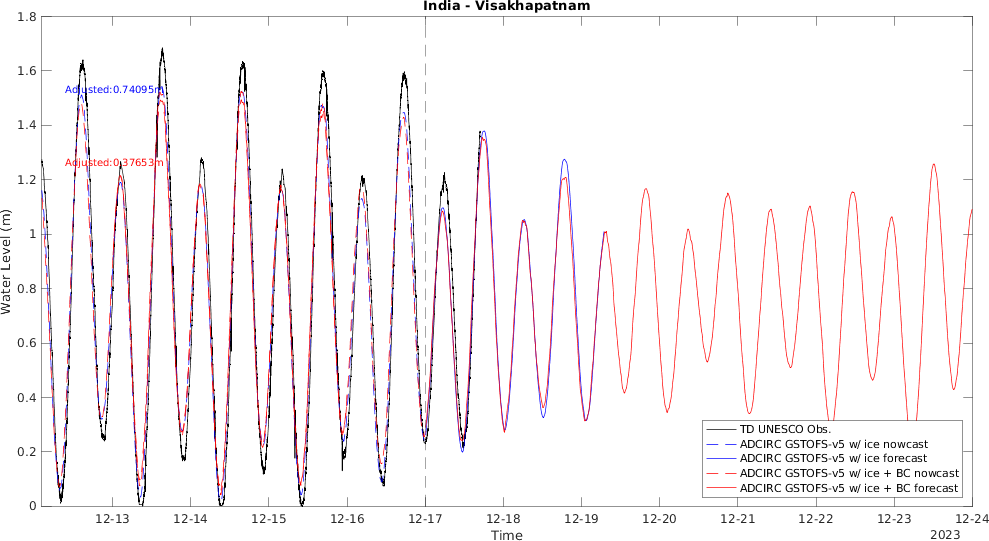 India - Visakhapatnam
Water Level (m)
1.8
1.6
1.4
1.2
1
0.8
0.6
0.4
0.2
0
Adjusted:0.74095m
Adjusted:0.37653m
TD UNESCO Obs.
ADCIRC GSTOFS-v5 w/ ice nowcast
ADCIRC GSTOFS-v5 w/ ice forecast
ADCIRC GSTOFS-v5 w/ ice + BC nowcast
ADCIRC GSTOFS-v5 w/ ice + BC forecast
12-13 12-14 12-15 12-16 12-17 12-18 12-19 12-20 12-21 12-22 12-23 12-24
Time
2023